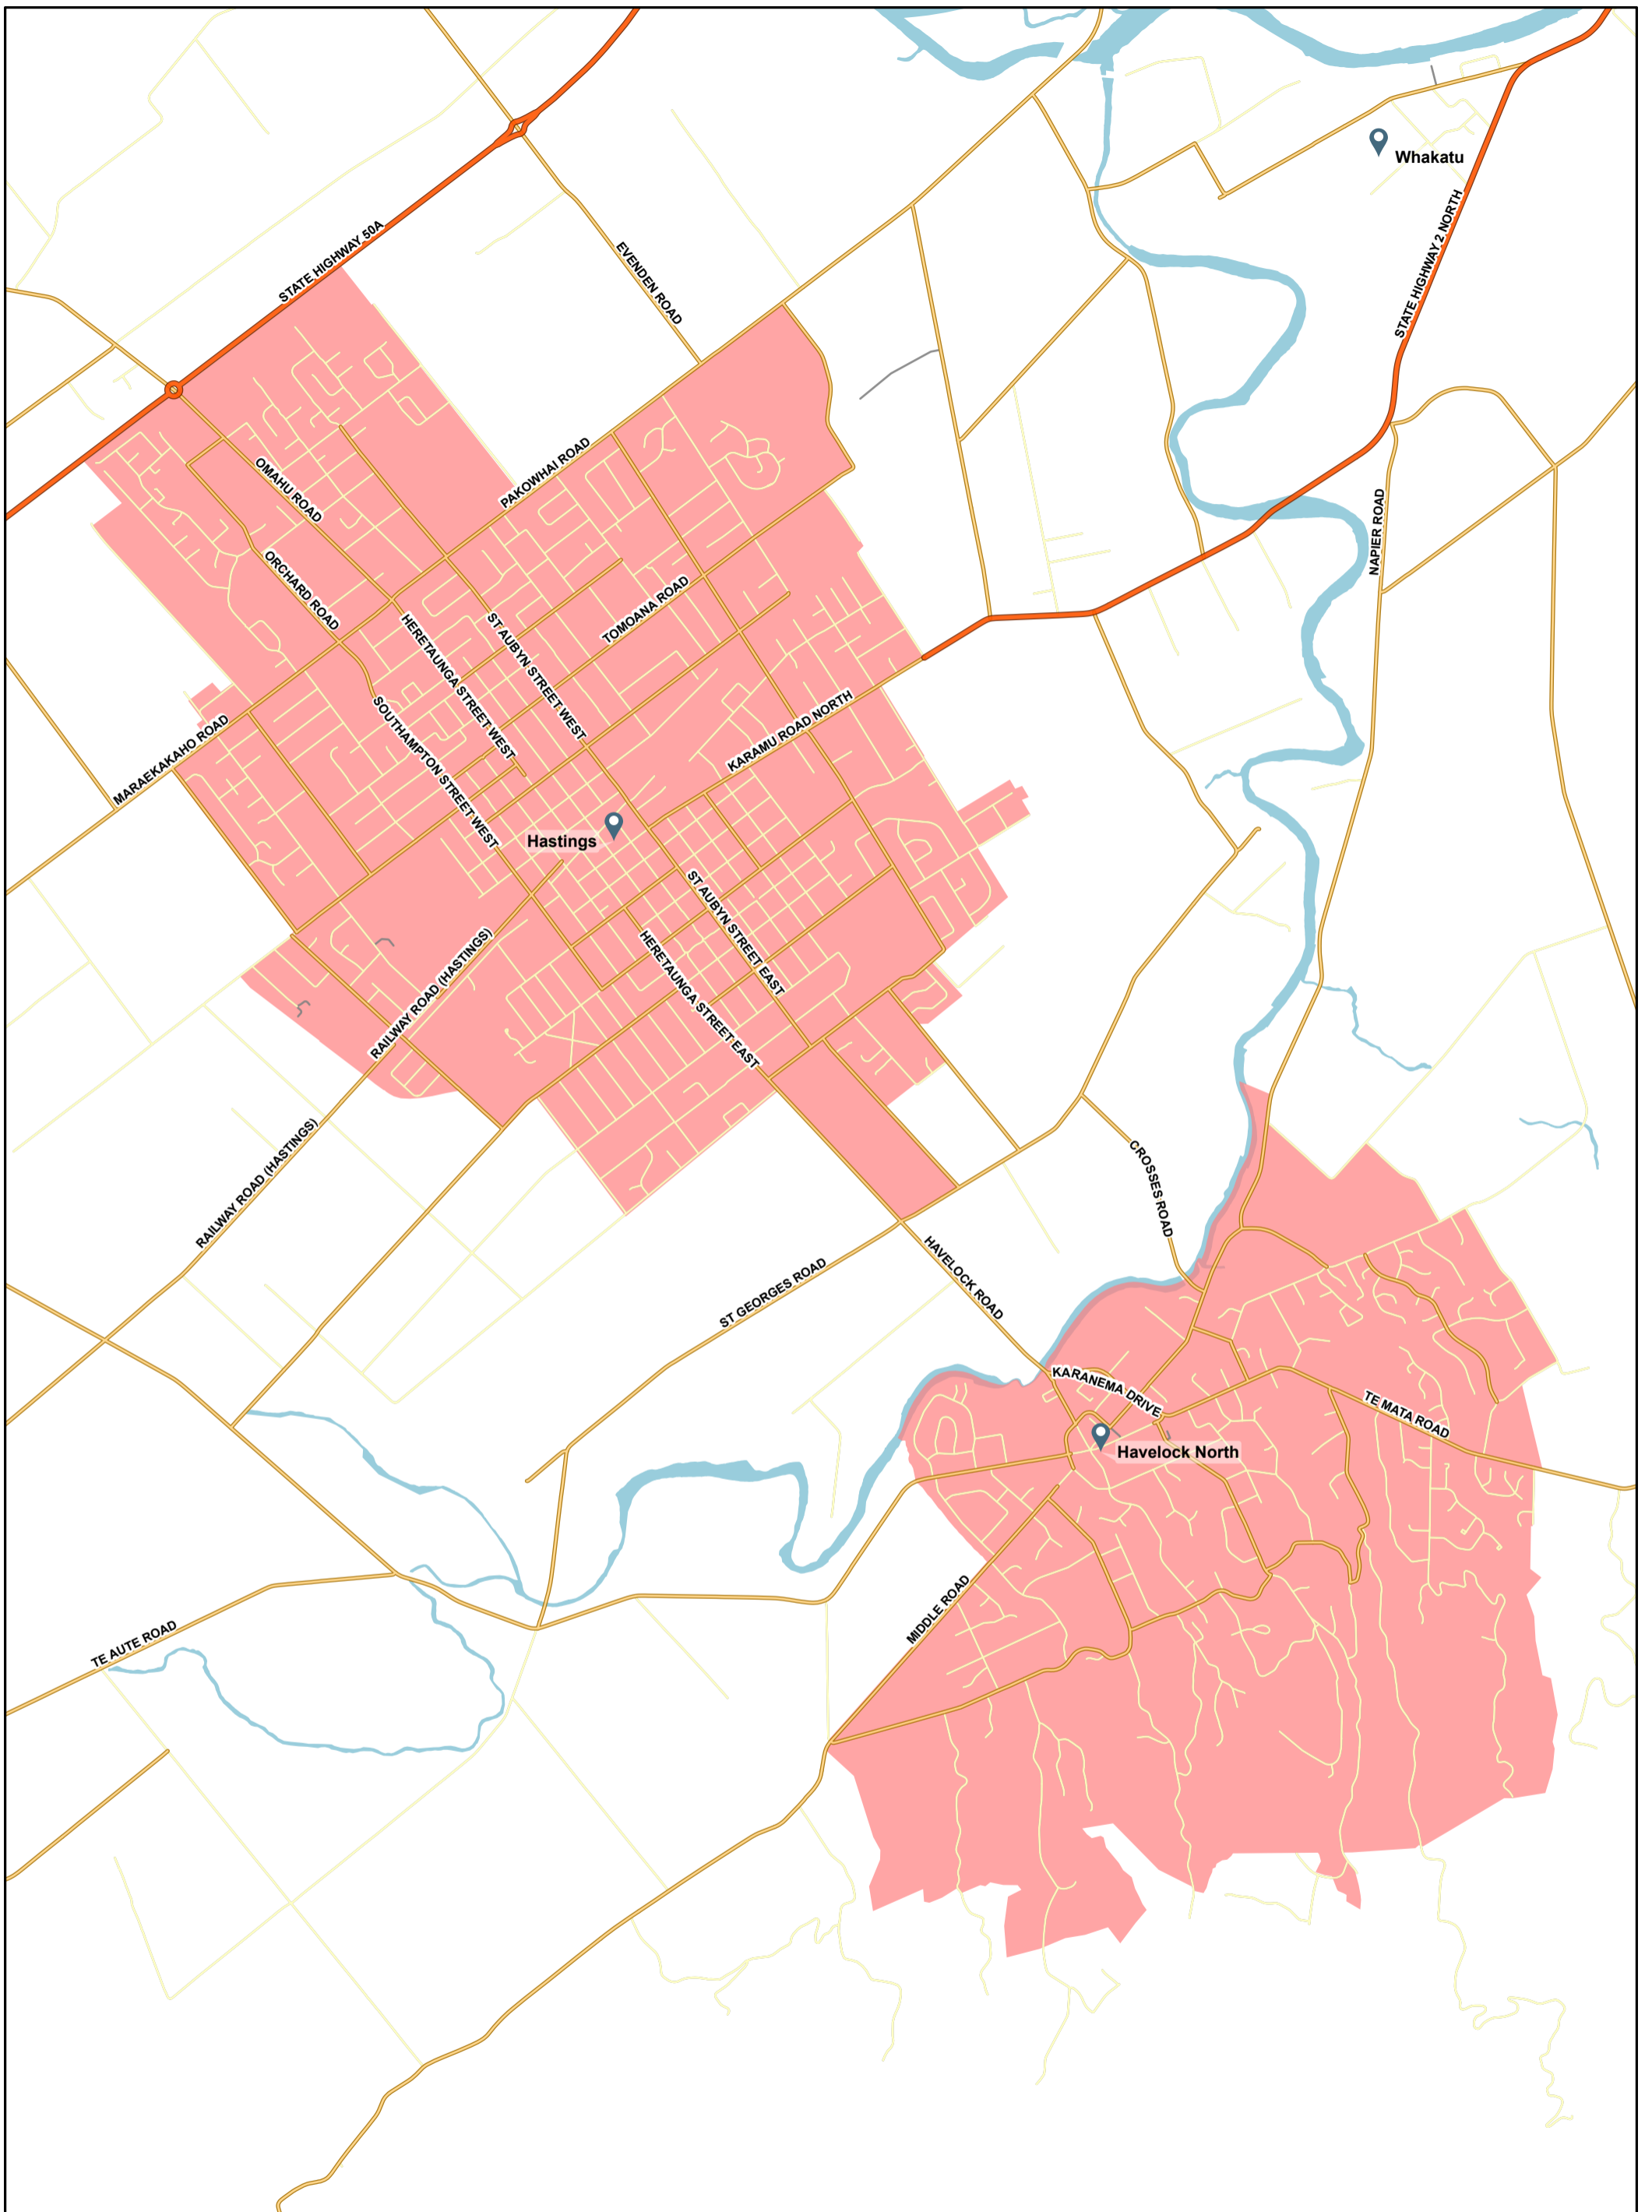 Whakatu
STATE HIGHWAY 50A
EVENDEN ROAD
STATE HIGHWAY 2 NORTH
PAKOWHAI ROAD
OMAHU ROAD
NAPIER ROAD
ORCHARD ROAD
TOMOANA ROAD
HERETAUNGA STREET WEST
ST AUBYN STREET WEST
SOUTHAMPTON STREET WEST
KARAMU ROAD NORTH
MARAEKAKAHO ROAD
Hastings
ST AUBYN STREET EAST
RAILWAY ROAD (HASTINGS)
HERETAUNGA STREET EAST
RAILWAY ROAD (HASTINGS)
CROSSES ROAD
HAVELOCK ROAD
ST GEORGES ROAD
KARANEMA DRIVE
TE MATA ROAD
Havelock North
MIDDLE ROAD
TE AUTE ROAD